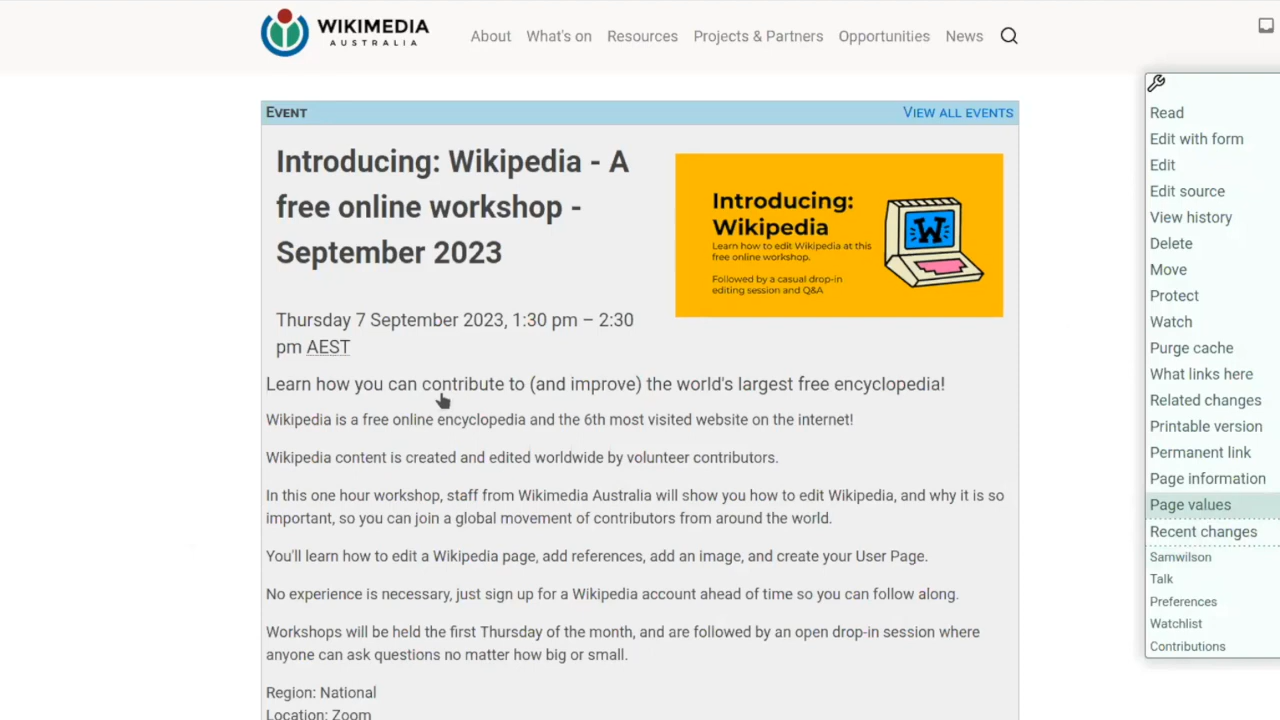 WIKIMEDIA
AUSTRALIA
About What's on Resources Projects & Partners Opportunities News
EVENT
VIEW ALL EVENTS
Introducing: Wikipedia - A
free online workshop -
September 2023
Introducing:
Wikipedia
Learn how to edit Wikipedia at this
free online workshop.
Followed by a casual drop-in
editing session and Q&A
W
Thursday 7 September 2023, 1:30 pm – 2:30
pm AEST
Learn how you can contribute to (and improve) the world's largest free encyclopedia!
Wikipedia is a free online encyclopedia and the 6th most visited website on the internet!
Wikipedia content is created and edited worldwide by volunteer contributors.
In this one hour workshop, staff from Wikimedia Australia will show you how to edit Wikipedia, and why it is so
important, so you can join a global movement of contributors from around the world.
You'll learn how to edit a Wikipedia page, add references, add an image, and create your User Page.
No experience is necessary, just sign up for a Wikipedia account ahead of time so you can follow along.
Workshops will be held the first Thursday of the month, and are followed by an open drop-in session where
anyone can ask questions no matter how big or small.
Region: National
Location: Zoom
Read
Edit with form
Edit
Edit source
View history
Delete
Move
Protect
Watch
Purge cache
What links here
Related changes
Printable version
Permanent link
Page information
Page values
Recent changes
Samwilson
Talk
Preferences
Watchlist
Contributions